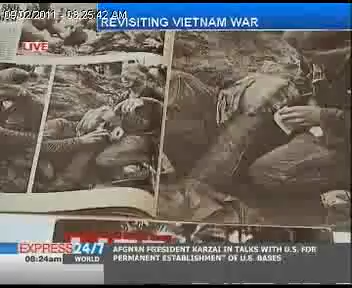 09/02/2011 - 08:25:42 AM
REVISITING VIETNAM WAR
LIVE
EXPRESS 24/7
08:24am WORLD
AFGHAN PRESIDENT KARZAI IN TALKS WITH U.S. FOR
PERMANENT ESTABLISHMENT" OF U.S. BASES